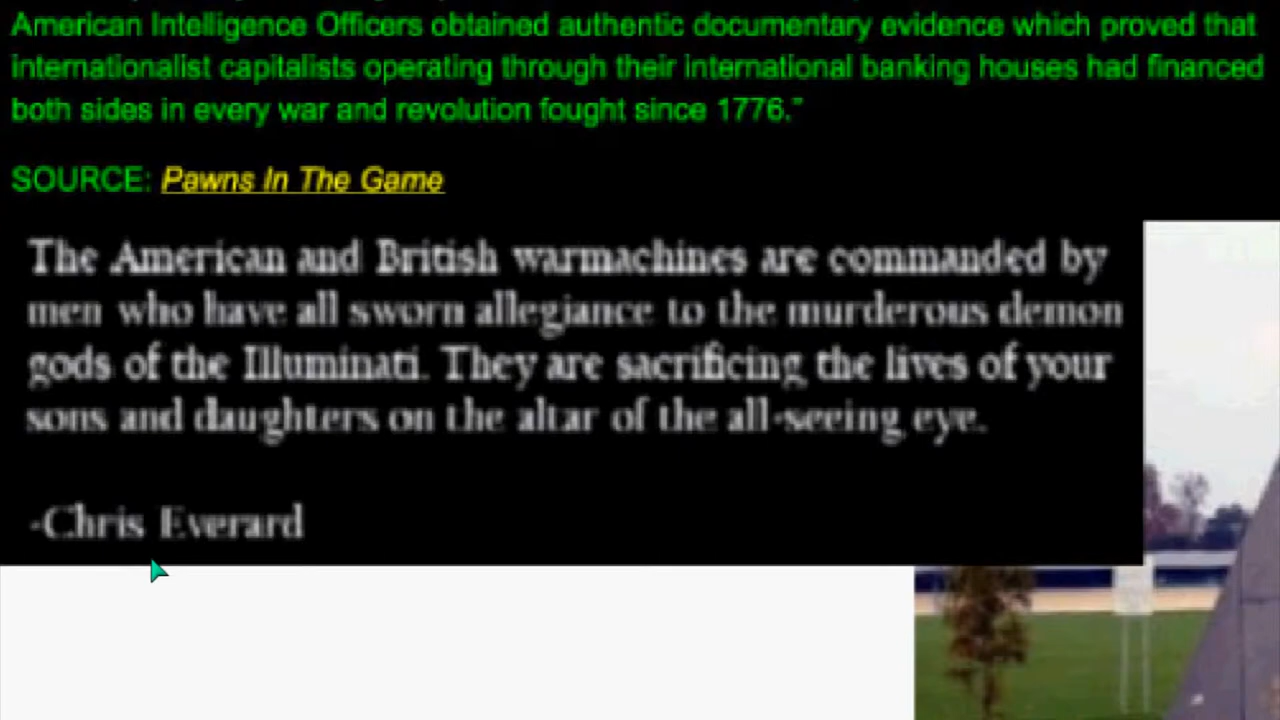 American Intelligence Officers obtained authentic documentary evidence which proved that
internationalist capitalists operating through their international banking houses had financed
both sides in every war and revolution fought since 1776."
SOURCE: Pawns In The Game
The American and British warmachines are commanded by
men who have all sworn allegiance to the murderous demon
gods of the Illuminati. They are sacrificing the lives of your
sons and daughters on the altar of the all-seeing eye.
-Chris Everard